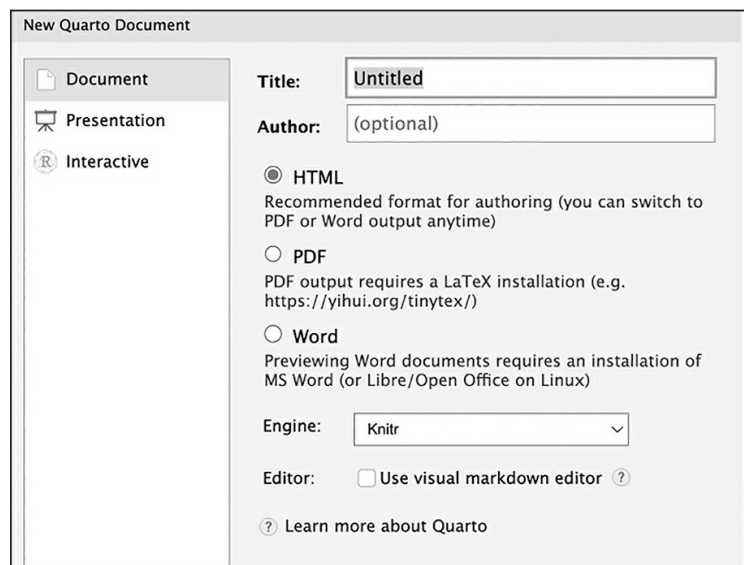 New Quarto Document
Document
Presentation
R Interactive
Title: Untitled
Author: (optional)
HTML
Recommended format for authoring (you can switch to
PDF or Word output anytime)
PDF
PDF output requires a LaTeX installation (e.g.
https://yihui.org/tinytex/)
Word
Previewing Word documents requires an installation of
MS Word (or Libre/Open Office on Linux)
Engine: Knitr
Editor: Use visual markdown editor ?
? Learn more about Quarto